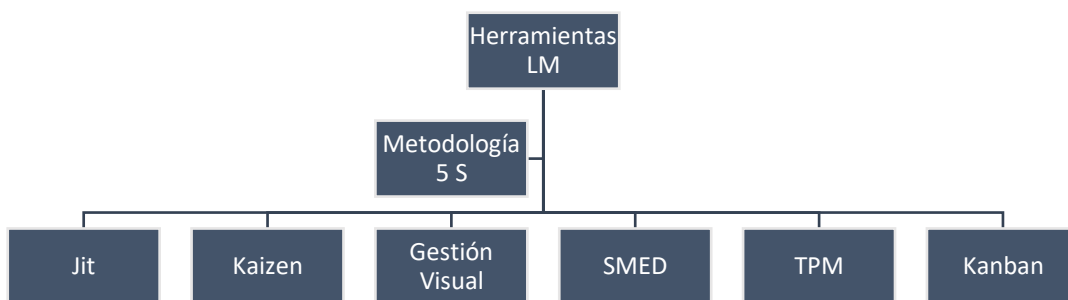 Herramientas
LM
Metodología
5 S
Jit
Kaizen
Gestión
Visual
SMED
TPM
Kanban